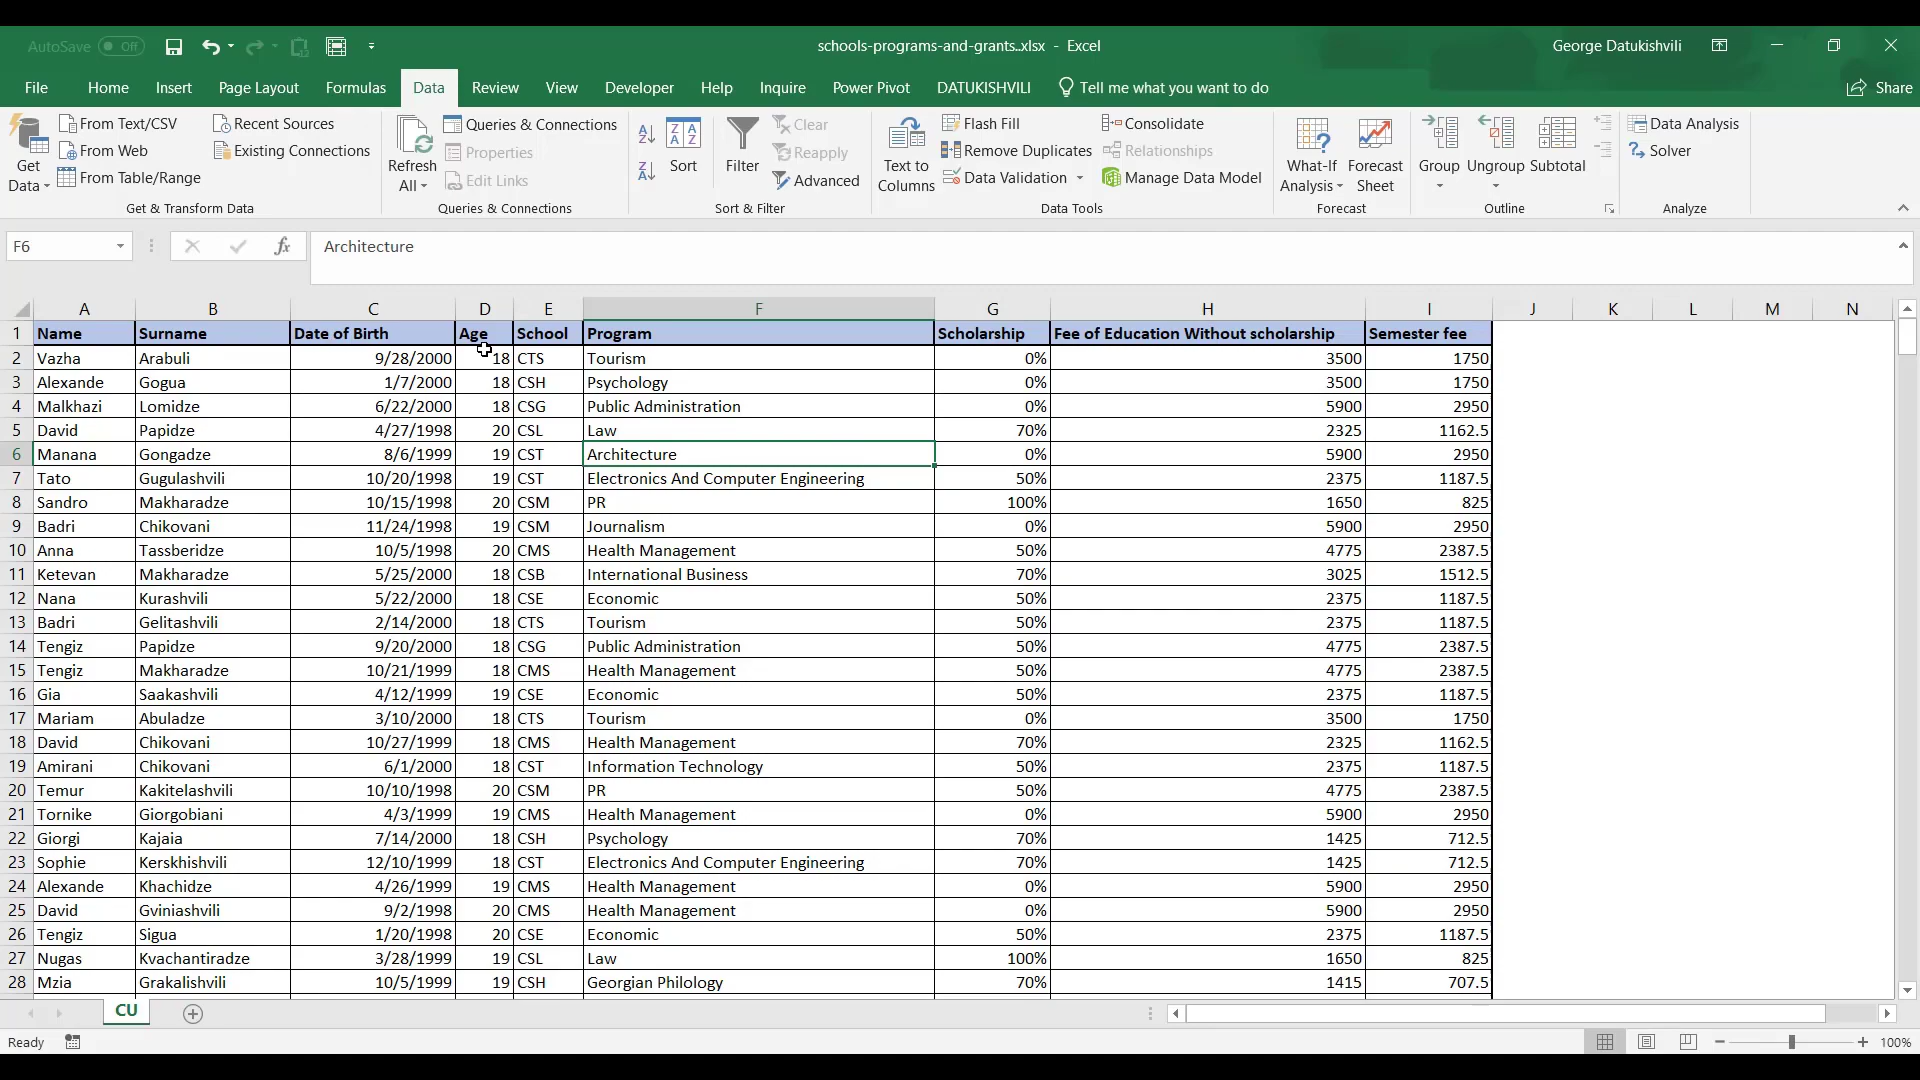 AutoSave Off schools-programs-and-grants..xlsx - Excel George Datukishvili
File Home Insert Page Layout Formulas Data Review View Developer Help Inquire Power Pivot DATUKISHVILI Tell me what you want to do Share
Get Data From Text/CSV From Web From Table/Range Recent Sources Existing Connections
Get & Transform Data
Refresh All Queries & Connections Properties Edit Links
Queries & Connections
Sort Filter Clear Reapply Advanced
Sort & Filter
Text to Columns Flash Fill Remove Duplicates Data Validation Consolidate Relationships Manage Data Model
Data Tools
What-If Analysis Forecast Sheet
Forecast
Group Ungroup Subtotal
Outline
Data Analysis Solver
Analyze
F6 fx Architecture
A B C D E F G H I J K L M N
1 Name Surname Date of Birth Age School Program Scholarship Fee of Education Without scholarship Semester fee
2 Vazha Arabuli 9/28/2000 18 CTS Tourism 0% 3500 1750
3 Alexande Gogua 1/7/2000 18 CSH Psychology 0% 3500 1750
4 Malkhazi Lomidze 6/22/2000 18 CSG Public Administration 0% 5900 2950
5 David Papidze 4/27/1998 20 CSL Law 70% 2325 1162.5
6 Manana Gongadze 8/6/1999 19 CST Architecture 0% 5900 2950
7 Tato Gugulashvili 10/20/1998 19 CST Electronics And Computer Engineering 50% 2375 1187.5
8 Sandro Makharadze 10/15/1998 20 CSM PR 100% 1650 825
9 Badri Chikovani 11/24/1998 19 CSM Journalism 0% 5900 2950
10 Anna Tassberidze 10/5/1998 20 CMS Health Management 50% 4775 2387.5
11 Ketevan Makharadze 5/25/2000 18 CSB International Business 70% 3025 1512.5
12 Nana Kurashvili 5/22/2000 18 CSE Economic 50% 2375 1187.5
13 Badri Gelitashvili 2/14/2000 18 CTS Tourism 50% 2375 1187.5
14 Tengiz Papidze 9/20/2000 18 CSG Public Administration 50% 4775 2387.5
15 Tengiz Makharadze 10/21/1999 18 CMS Health Management 50% 4775 2387.5
16 Gia Saakashvili 4/12/1999 19 CSE Economic 50% 2375 1187.5
17 Mariam Abuladze 3/10/2000 18 CTS Tourism 0% 3500 1750
18 David Chikovani 10/27/1999 18 CMS Health Management 70% 2325 1162.5
19 Amirani Chikovani 6/1/2000 18 CST Information Technology 50% 2375 1187.5
20 Temur Kakitelashvili 10/10/1998 20 CSM PR 50% 4775 2387.5
21 Tornike Giorgobiani 4/3/1999 19 CMS Health Management 0% 5900 2950
22 Giorgi Kajaia 7/14/2000 18 CSH Psychology 70% 1425 712.5
23 Sophie Kerskhishvili 12/10/1999 18 CST Electronics And Computer Engineering 70% 1425 712.5
24 Alexande Khachidze 4/26/1999 19 CMS Health Management 0% 5900 2950
25 David Gviniashvili 9/2/1998 20 CMS Health Management 0% 5900 2950
26 Tengiz Sigua 1/20/1998 20 CSE Economic 50% 2375 1187.5
27 Nugas Kvachantiradze 3/28/1999 19 CSL Law 100% 1650 825
28 Mzia Grakalishvili 10/5/1999 19 CSH Georgian Philology 70% 1415 707.5
CU
Ready 100%